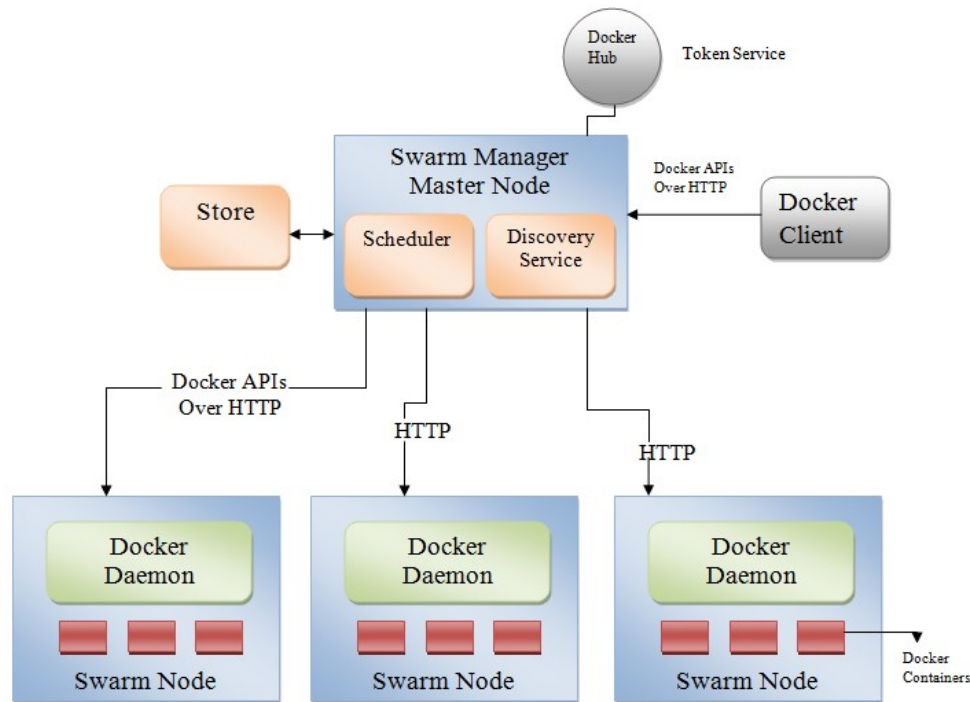 Docker
Hub
Token Service
Swarm Manager
Master Node
Docker APIs
Over HTTP
Store
Scheduler
Discovery
Service
Docker
Client
Docker APIs
Over HTTP
HTTP
HTTP
Docker
Daemon
Swarm Node
Docker
Daemon
Swarm Node
Docker
Daemon
Swarm Node
Docker
Containers